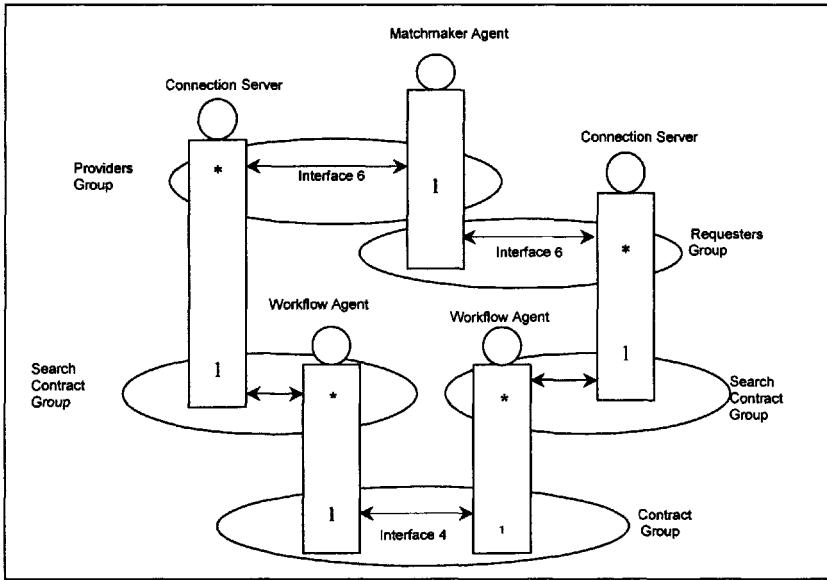 Matchmaker Agent
Connection Server
Connection Server
Providers
Group
*
Interface 6
1
Requesters
Group
Interface 6
*
Workflow Agent
Workflow Agent
Search
Contract
Group
1
*
*
1
Search
Contract
Group
1
Interface 4
1
Contract
Group